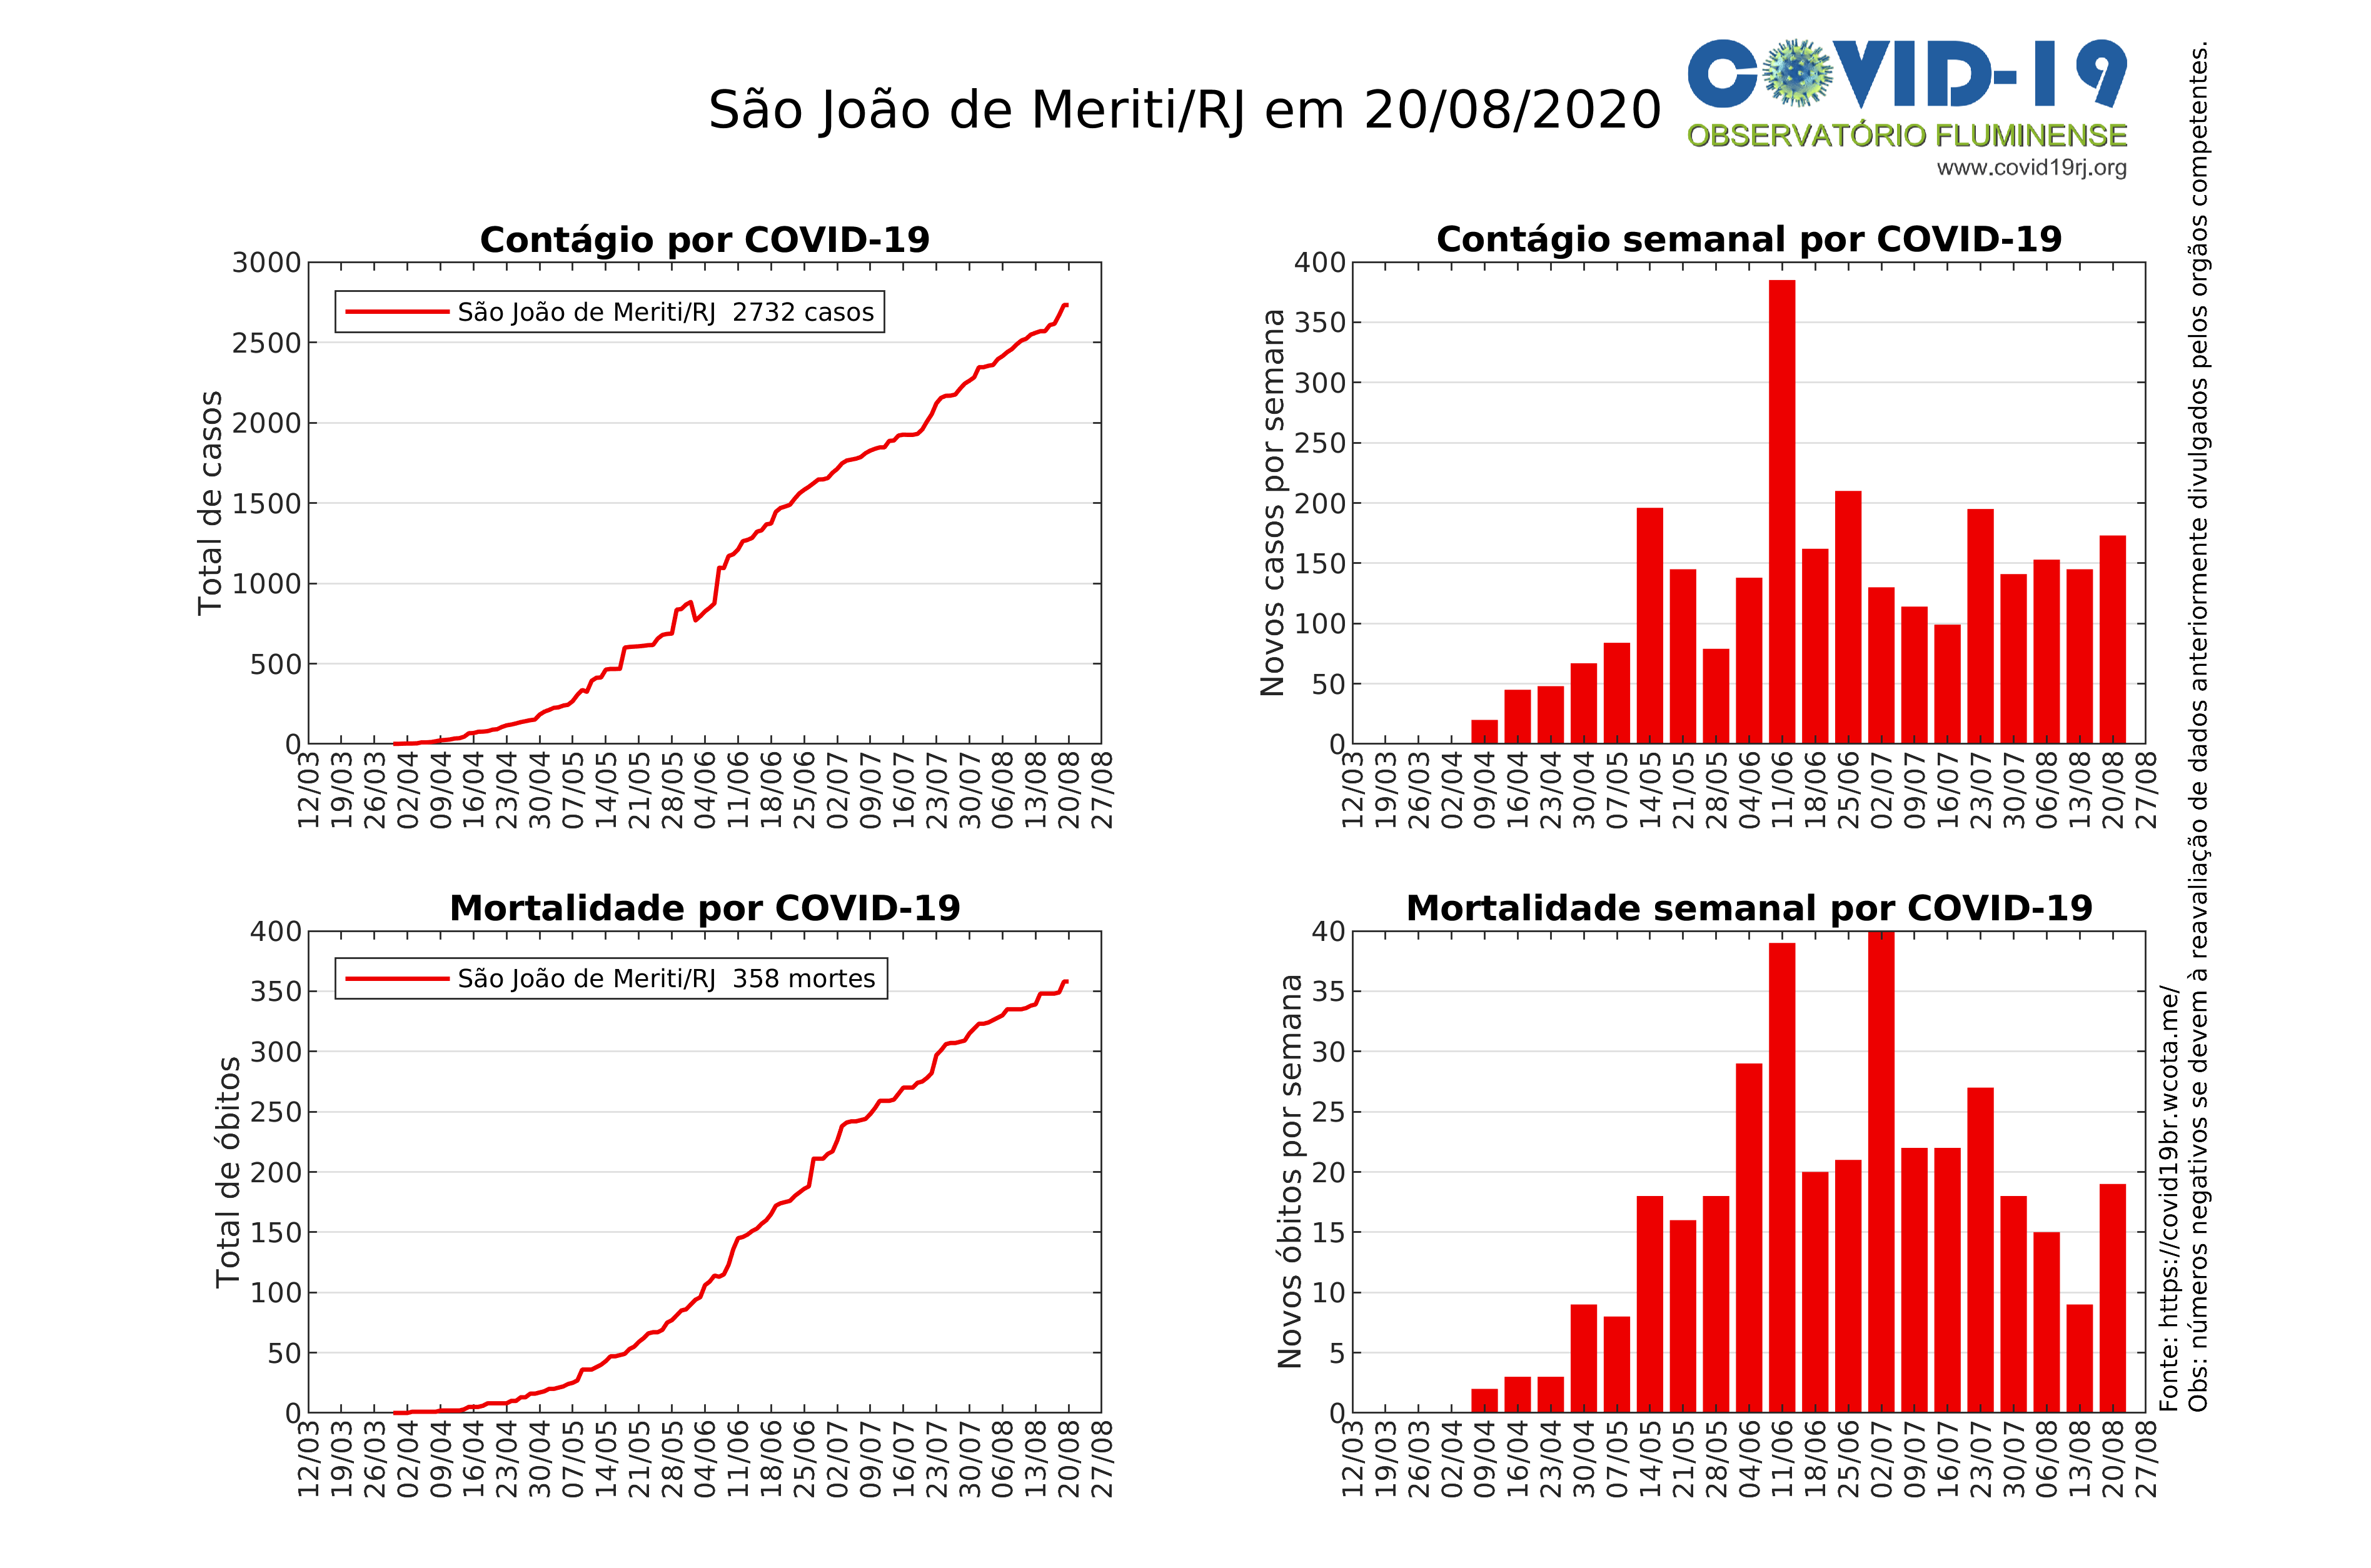 São João de Meriti/RJ em 20/08/2020
COVID-19
OBSERVATÓRIO FLUMINENSE
www.covid19rj.org
Contágio por COVID-19
Total de casos
3000
2500
2000
1500
1000
500
0
São João de Meriti/RJ 2732 casos
12/03 19/03 26/03 02/04 09/04 16/04 23/04 30/04 07/05 14/05 21/05 28/05 04/06 11/06 18/06 25/06 02/07 09/07 16/07 23/07 30/07 06/08 13/08 20/08 27/08
Contágio semanal por COVID-19
Novos casos por semana
400
350
300
250
200
150
100
50
0
12/03 19/03 26/03 02/04 09/04 16/04 23/04 30/04 07/05 14/05 21/05 28/05 04/06 11/06 18/06 25/06 02/07 09/07 16/07 23/07 30/07 06/08 13/08 20/08 27/08
Mortalidade por COVID-19
Total de óbitos
400
350
300
250
200
150
100
50
0
São João de Meriti/RJ 358 mortes
12/03 19/03 26/03 02/04 09/04 16/04 23/04 30/04 07/05 14/05 21/05 28/05 04/06 11/06 18/06 25/06 02/07 09/07 16/07 23/07 30/07 06/08 13/08 20/08 27/08
Mortalidade semanal por COVID-19
Novos óbitos por semana
40
35
30
25
20
15
10
5
0
12/03 19/03 26/03 02/04 09/04 16/04 23/04 30/04 07/05 14/05 21/05 28/05 04/06 11/06 18/06 25/06 02/07 09/07 16/07 23/07 30/07 06/08 13/08 20/08 27/08
Fonte: https://covid19br.wcota.me/
Obs: números negativos se devem à reavaliação de dados anteriormente divulgados pelos orgãos competentes.